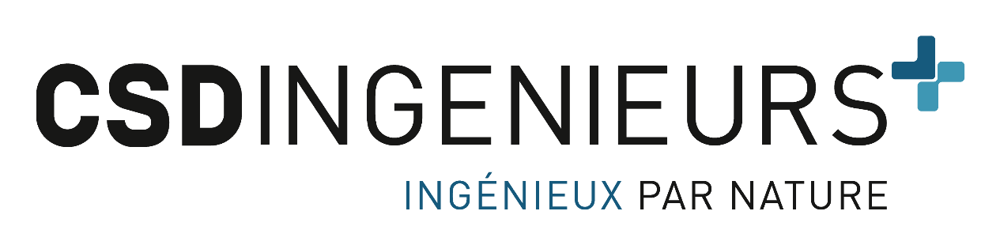 CSDINGENIEURS
INGÉNIEUX PAR NATURE